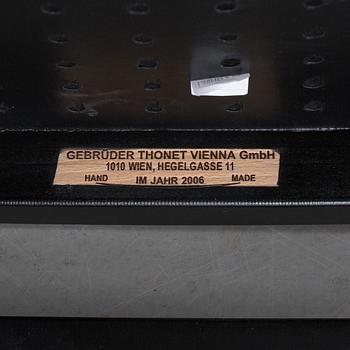 GEBRÜDER THONET VIENNA GmbH
1010 WIEN, HEGELGASSE 11
HAND IM JAHR 2006 MADE